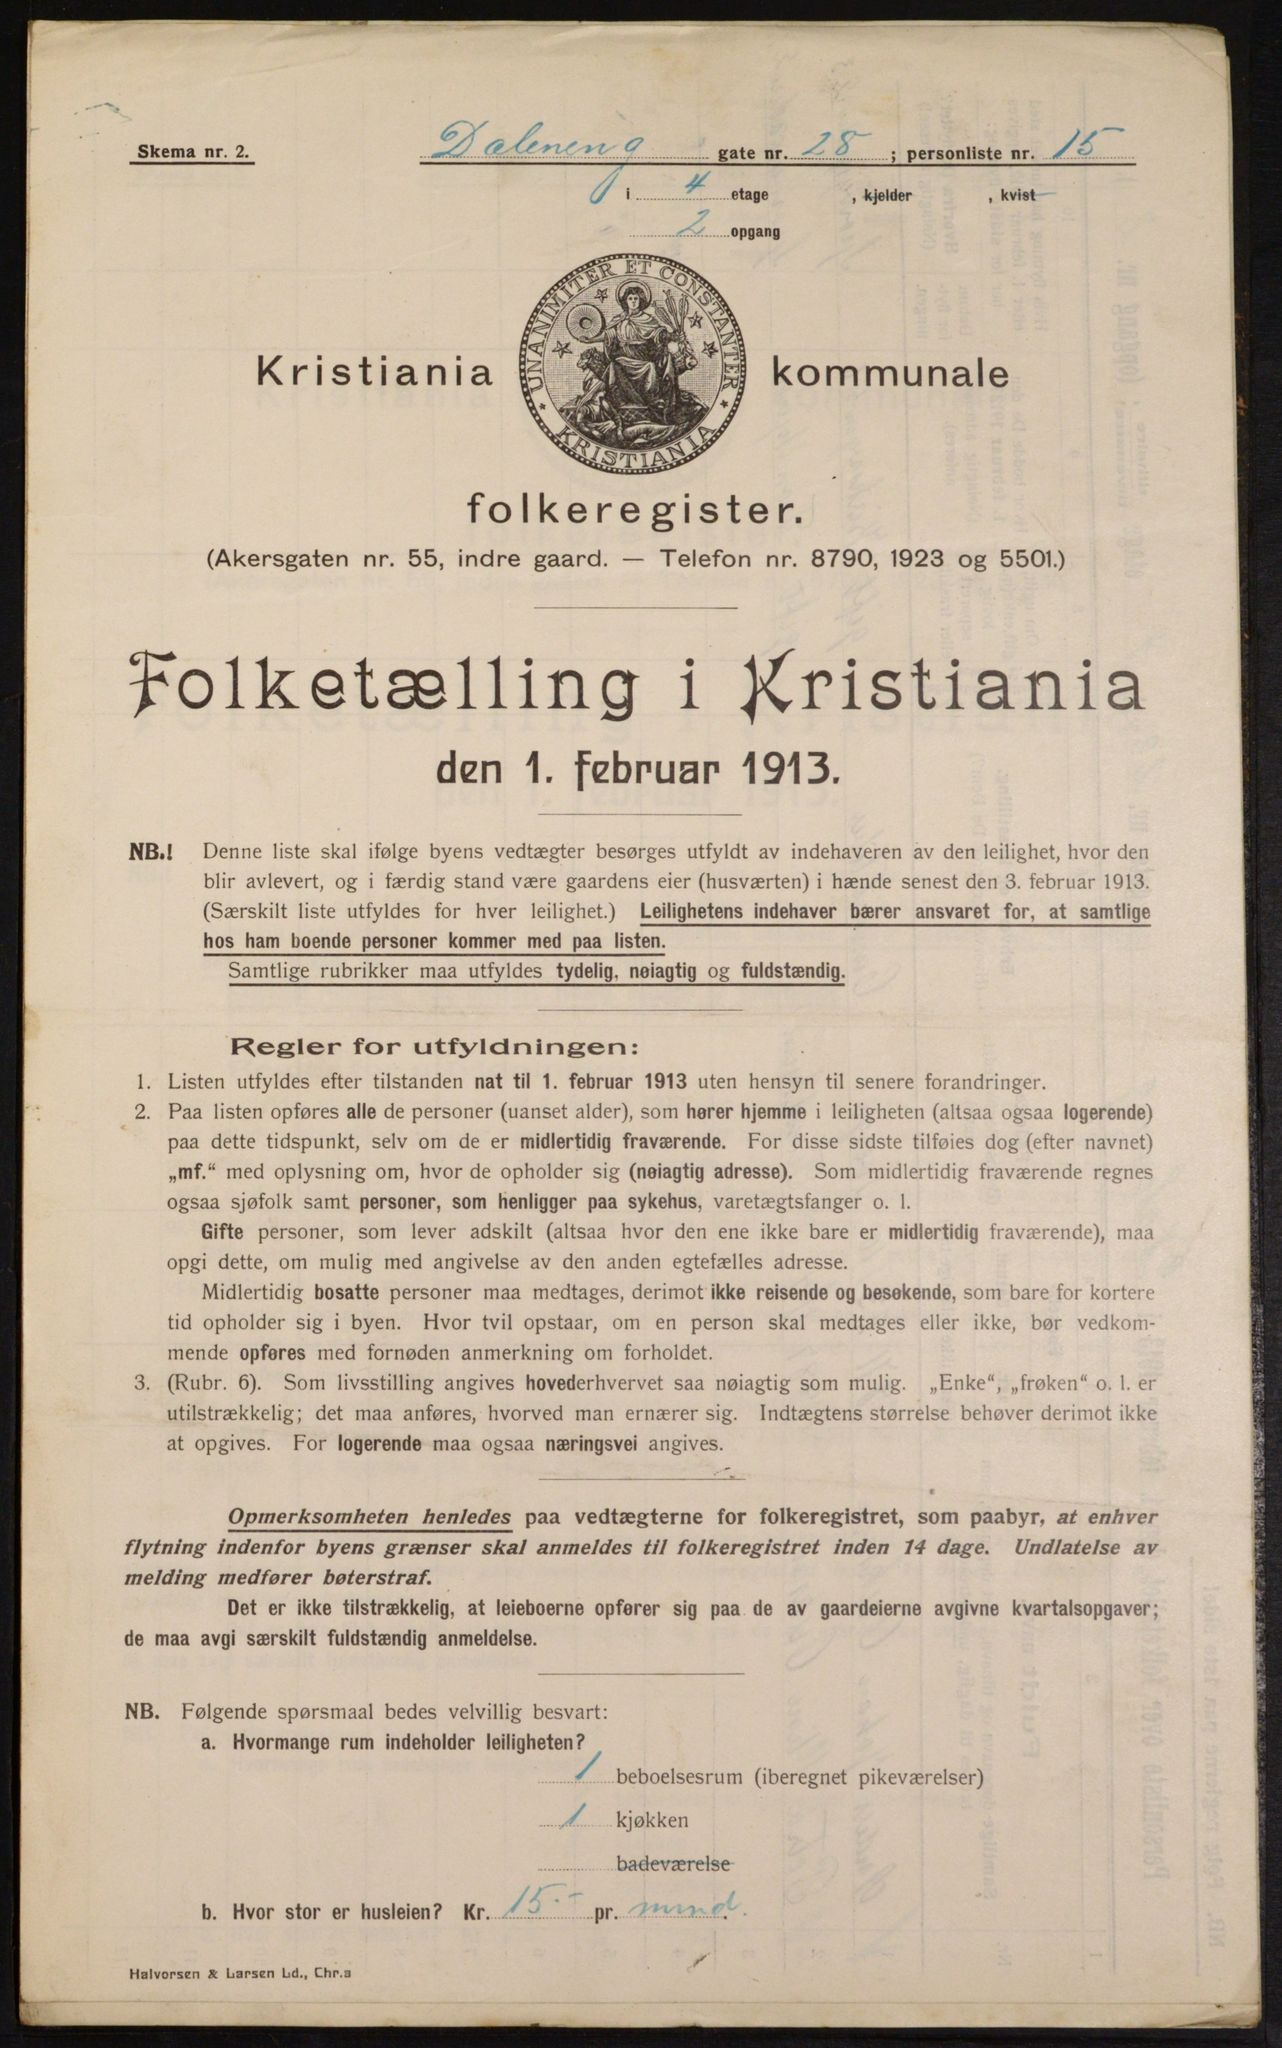 Skema nr. 2.
Dæleneng gate nr. 28; personliste nr. 15
i 4 etage , kjelder , kvist
2 opgang
UNANIMITER ET CONSTANTER
KRISTIANIA
Kristiania kommunale
folkeregister.
(Akersgaten nr. 55, indre gaard. — Telefon nr. 8790, 1923 og 5501.)
Folketælling i Kristiania
den 1. februar 1913.
NB.! Denne liste skal ifølge byens vedtægter besørges utfyldt av indehaveren av den leilighet, hvor den
blir avlevert, og i færdig stand være gaardens eier (husværten) i hænde senest den 3. februar 1913.
(Særskilt liste utfyldes for hver leilighet.) Leilighetens indehaver bærer ansvaret for, at samtlige
hos ham boende personer kommer med paa listen.
Samtlige rubrikker maa utfyldes tydelig, nøiagtig og fuldstændig.
Regler for utfyldningen:
1. Listen utfyldes efter tilstanden nat til 1. februar 1913 uten hensyn til senere forandringer.
2. Paa listen opføres alle de personer (uanset alder), som hører hjemme i leiligheten (altsaa ogsaa logerende)
paa dette tidspunkt, selv om de er midlertidig fraværende. For disse sidste tilføies dog (efter navnet)
„mf.“ med oplysning om, hvor de opholder sig (nøiagtig adresse). Som midlertidig fraværende regnes
ogsaa sjøfolk samt personer, som henligger paa sykehus, varetægtsfanger o. l.
Gifte personer, som lever adskilt (altsaa hvor den ene ikke bare er midlertidig fraværende), maa
opgi dette, om mulig med angivelse av den anden egtefælles adresse.
Midlertidig bosatte personer maa medtages, derimot ikke reisende og besøkende, som bare for kortere
tid opholder sig i byen. Hvor tvil opstaar, om en person skal medtages eller ikke, bør vedkom-
mende opføres med fornøden anmerkning om forholdet.
3. (Rubr. 6). Som livsstilling angives hovederhvervet saa nøiagtig som mulig. „Enke“, „frøken“ o. l. er
utilstrækkelig; det maa anføres, hvorved man ernærer sig. Indtægtens størrelse behøver derimot ikke
at opgives. For logerende maa ogsaa næringsvei angives.
Opmerksomheten henledes paa vedtægterne for folkeregistret, som paabyr, at enhver
flytning indenfor byens grænser skal anmeldes til folkeregistret inden 14 dage. Undlatelse av
melding medfører bøterstraf.
Det er ikke tilstrækkelig, at leieboerne opfører sig paa de av gaardeierne avgivne kvartalsopgaver;
de maa avgi særskilt fuldstændig anmeldelse.
NB. Følgende spørsmaal bedes velvillig besvart:
a. Hvormange rum indeholder leiligheten?
1 beboelsesrum (iberegnet pikeværelser)
1 kjøkken
badeværelse
b. Hvor stor er husleien? Kr. 15.- pr. mnd.
Halvorsen & Larsen Ld., Chr.a